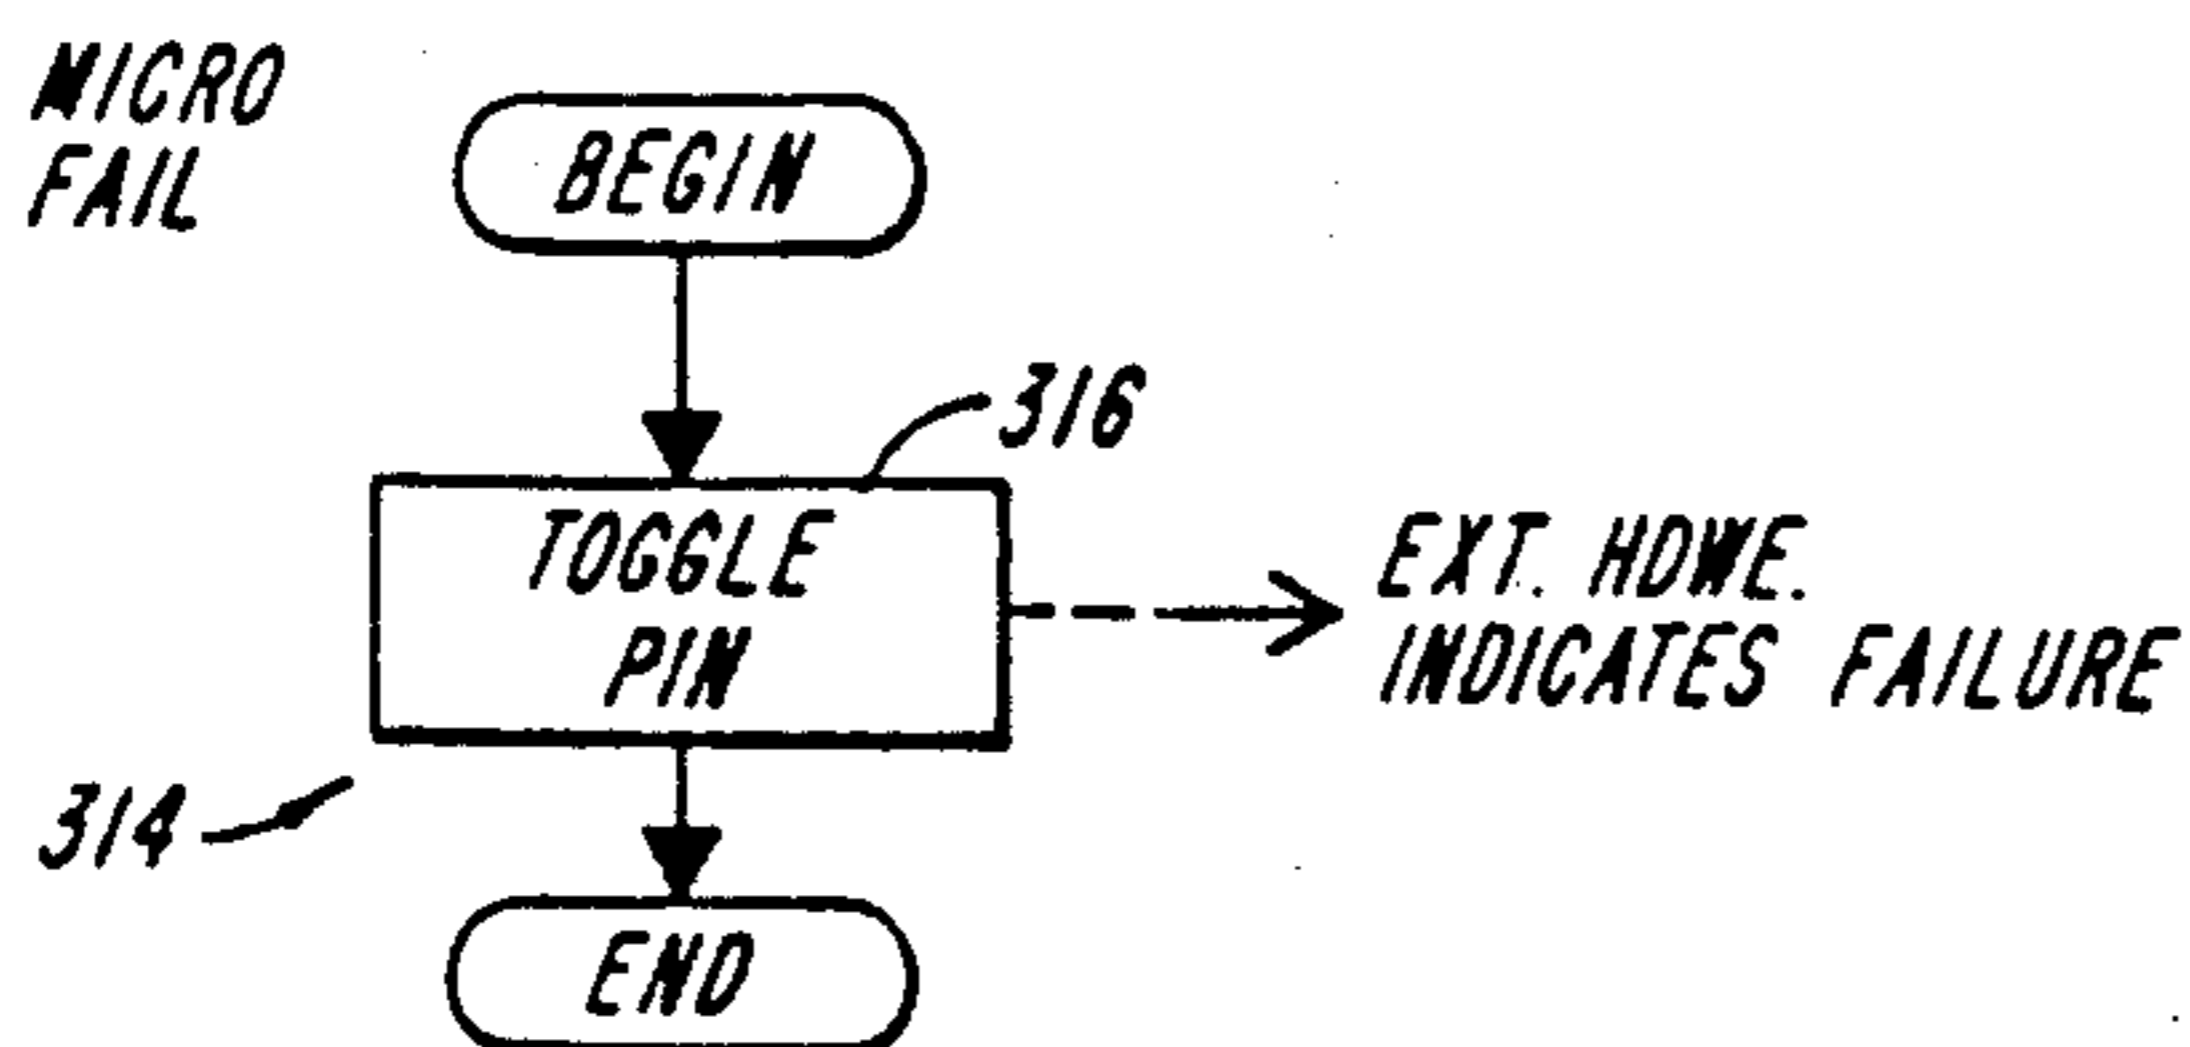 MICRO
FAIL
BEGIN
316
TOGGLE
PIN
EXT. HDWE.
INDICATES FAILURE
314
END